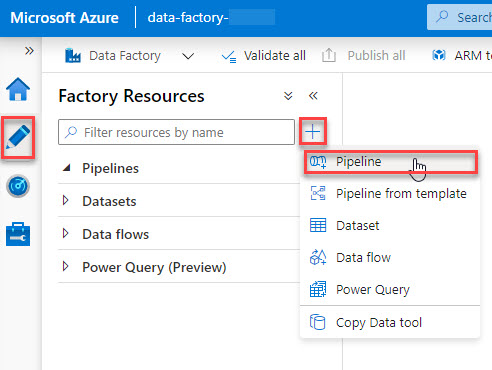 Microsoft Azure data-factory- Search
Data Factory Validate all Publish all ARM te
Factory Resources
Filter resources by name
Pipelines
Datasets
Data flows
Power Query (Preview)
Pipeline
Pipeline from template
Dataset
Data flow
Power Query
Copy Data tool